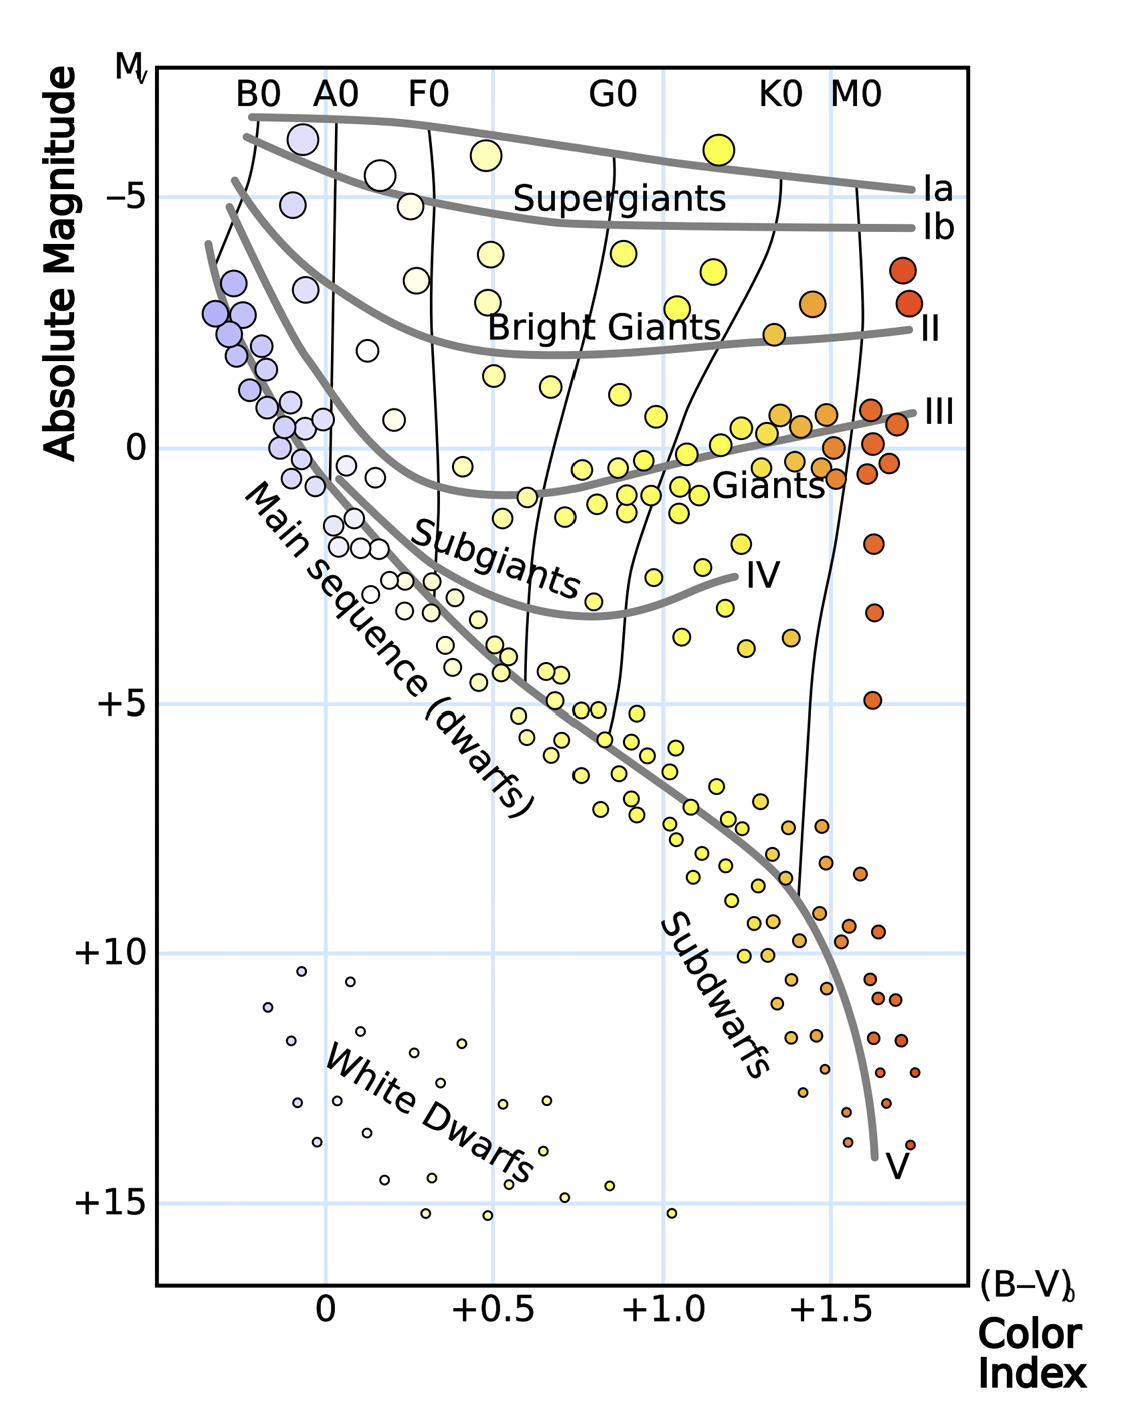 Mv
B0 A0 F0 G0 K0 M0
Absolute Magnitude
–5
0
+5
+10
+15
Supergiants
Ia
Ib
Bright Giants
II
III
Giants
Subgiants
IV
Main sequence (dwarfs)
Subdwarfs
White Dwarfs
V
0 +0.5 +1.0 +1.5
(B–V)0
Color
Index